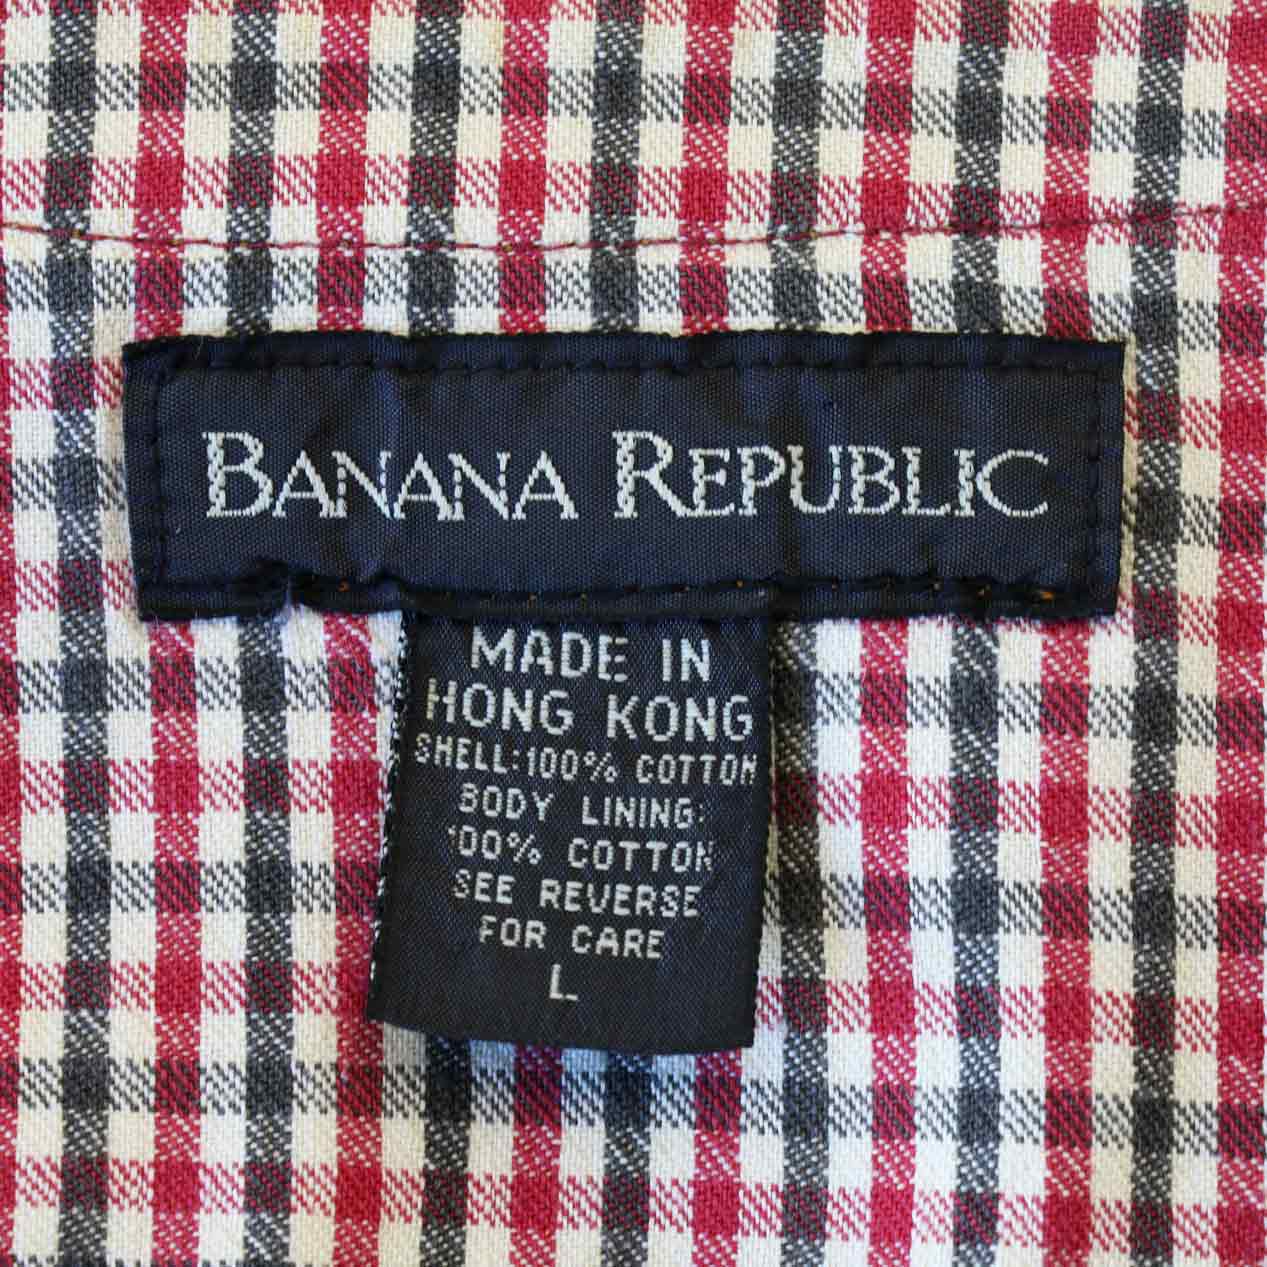 BANANA REPUBLIC
MADE IN
HONG KONG
SHELL:100% COTTON
BODY LINING:
100% COTTON
SEE REVERSE
FOR CARE
L